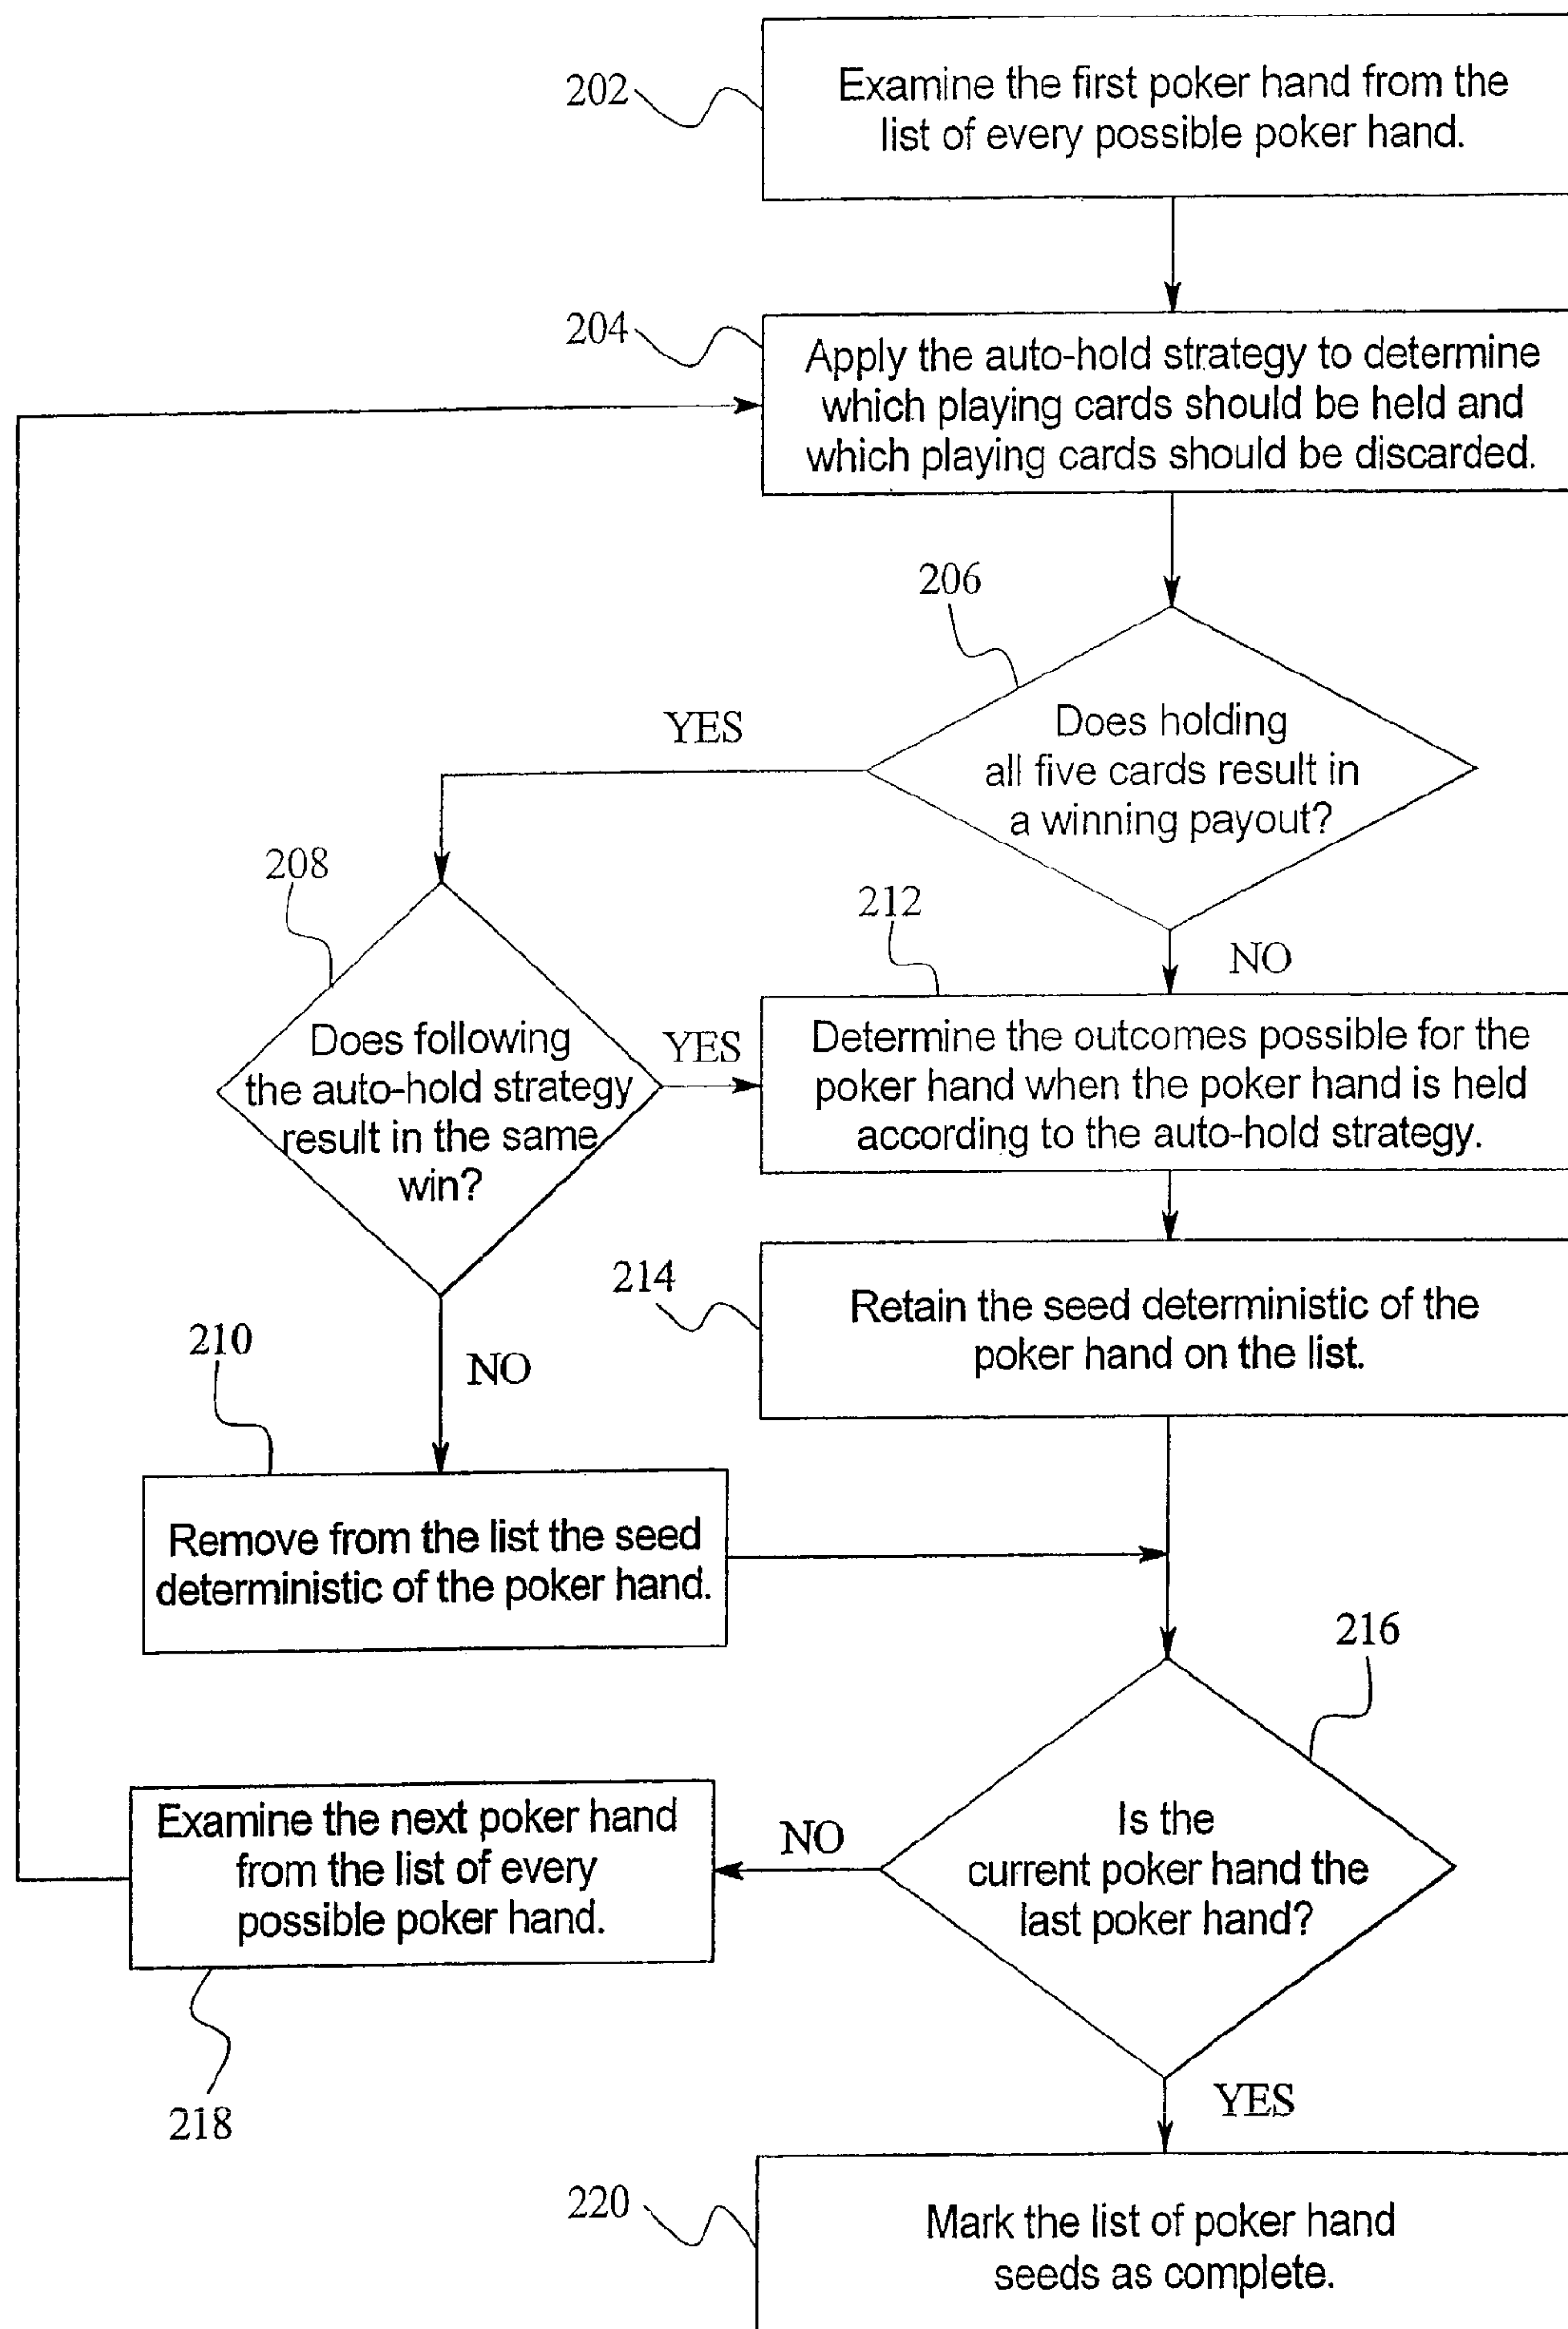 202
Examine the first poker hand from the
list of every possible poker hand.
204
Apply the auto-hold strategy to determine
which playing cards should be held and
which playing cards should be discarded.
206
Does holding
all five cards result in
a winning payout?
YES
NO
208
Does following
the auto-hold strategy
result in the same
win?
YES
NO
212
Determine the outcomes possible for the
poker hand when the poker hand is held
according to the auto-hold strategy.
214
Retain the seed deterministic of the
poker hand on the list.
210
Remove from the list the seed
deterministic of the poker hand.
216
Is the
current poker hand the
last poker hand?
NO
YES
Examine the next poker hand
from the list of every
possible poker hand.
218
220
Mark the list of poker hand
seeds as complete.